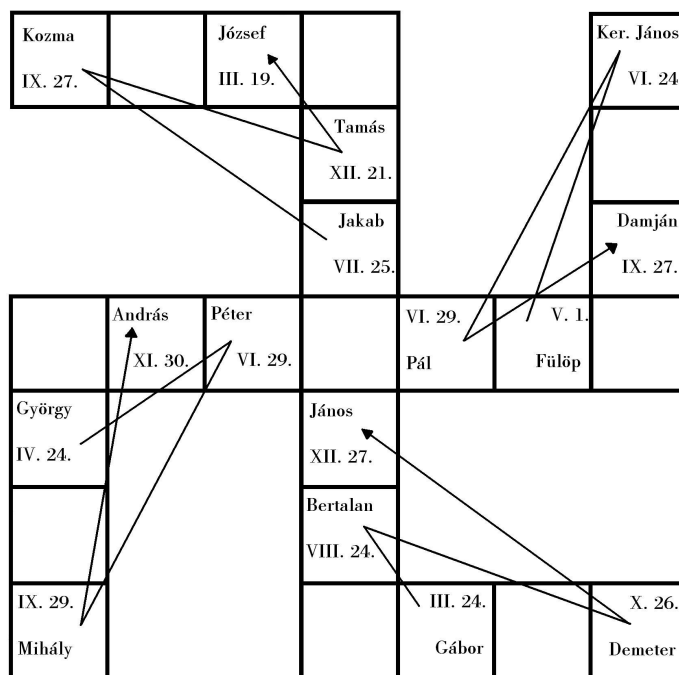 Kozma
IX. 27.
József
III. 19.
Ker. János
VI. 24
Tamás
XII. 21.
Jakab
VII. 25.
Damján
IX. 27.
András
XI. 30.
Péter
VI. 29.
VI. 29.
Pál
V. 1.
Fülöp
György
IV. 24.
János
XII. 27.
Bertalan
VIII. 24.
IX. 29.
Mihály
III. 24.
Gábor
X. 26.
Demeter